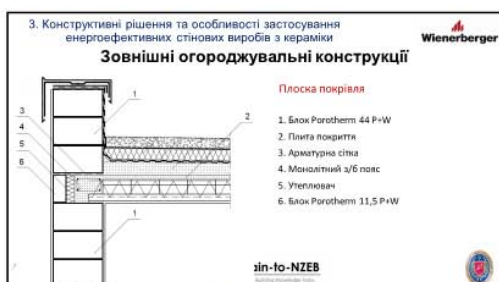 3. Конструктивні рішення та особливості застосування
енергоефективних стінових виробів з кераміки
Wienerberger
Зовнішні огороджувальні конструкції
Плоска покрівля
1. Блок Porotherm 44 P+W
2. Плита покриття
3. Арматурна сітка
4. Монолітний з/б пояс
5. Утеплювач
6. Блок Porotherm 11,5 P+W
1
2
3
4
5
6
1
ain-to-NZEB